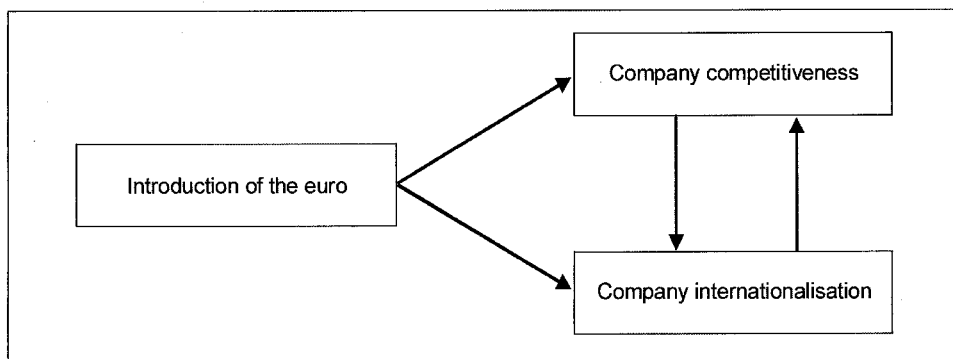 Company competitiveness
Introduction of the euro
Company internationalisation